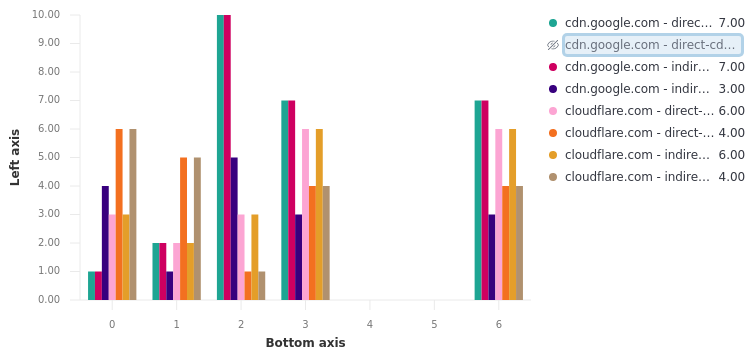 10.00
9.00
8.00
7.00
6.00
5.00
4.00
3.00
2.00
1.00
0.00
Left axis
0 1 2 3 4 5 6
Bottom axis
cdn.google.com - direc... 7.00
cdn.google.com - direct-cd...
cdn.google.com - indir... 7.00
cdn.google.com - indir... 3.00
cloudflare.com - direct-... 6.00
cloudflare.com - direct-... 4.00
cloudflare.com - indire... 6.00
cloudflare.com - indire... 4.00